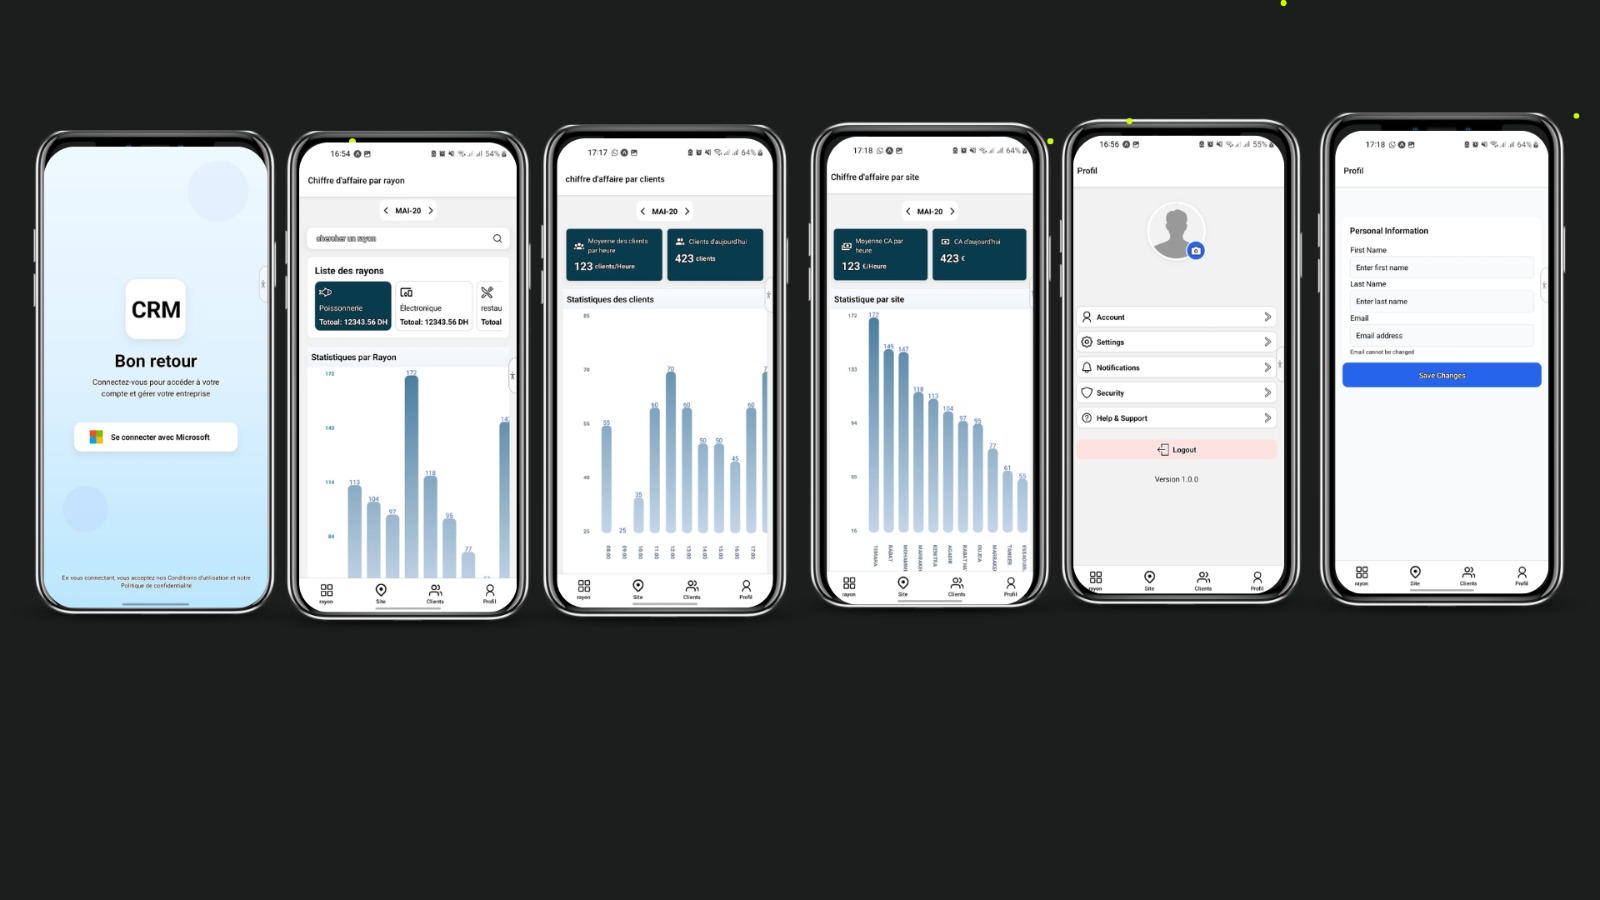 CRM
Bon retour
Connectez-vous pour accéder à votre
compte et gérer votre entreprise
Se connecter avec Microsoft
En vous connectant, vous acceptez nos Conditions d'utilisation et notre
Politique de confidentialité
16:54
54%
Chiffre d'affaire par rayon
MAI-20
chercher un rayon
Liste des rayons
Poissonnerie
Totoal: 12343.56 DH
Électronique
Totoal: 12343.56 DH
restau
Totoal
Statistiques par Rayon
172
143
114
84
113
104
97
172
118
95
77
rayon
Site
Clients
Profil
17:17
64%
chiffre d'affaire par clients
MAI-20
Moyenne des clients
par heure
123 clients/Heure
Clients d'aujourd'hui
423 clients
Statistiques des clients
85
70
55
40
25
55
25
35
60
70
60
50
50
45
60
08:00
09:00
10:00
11:00
12:00
13:00
14:00
15:00
16:00
17:00
rayon
Site
Clients
Profil
17:18
64%
Chiffre d'affaire par site
MAI-20
Moyenne CA par
heure
123 €/Heure
CA d'aujourd'hui
423 €
Statistique par site
172
133
94
55
16
172
149
147
118
113
104
97
95
77
61
55
TEMARA
RABAT
KENITRA
AGADIR
OUJDA
TANGER
rayon
Site
Clients
Profil
16:56
55%
Profil
Account
Settings
Notifications
Security
Help & Support
Logout
Version 1.0.0
rayon
Site
Clients
Profil
17:18
64%
Profil
Personal Information
First Name
Enter first name
Last Name
Enter last name
Email
Email address
Email cannot be changed
Save Changes
rayon
Site
Clients
Profil